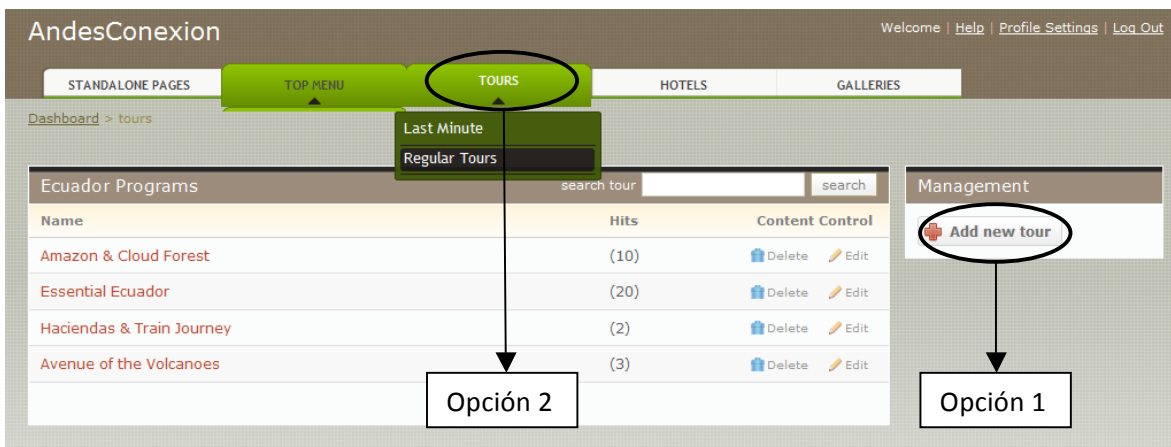 AndesConexion
Welcome | Help | Profile Settings | Log Out
STANDALONE PAGES TOP MENU TOURS HOTELS GALLERIES
Dashboard > tours
Last Minute
Regular Tours
Ecuador Programs search tour search
Management
Name Hits Content Control
Add new tour
Amazon & Cloud Forest (10) Delete Edit
Essential Ecuador (20) Delete Edit
Haciendas & Train Journey (2) Delete Edit
Avenue of the Volcanoes (3) Delete Edit
Opción 2 Opción 1